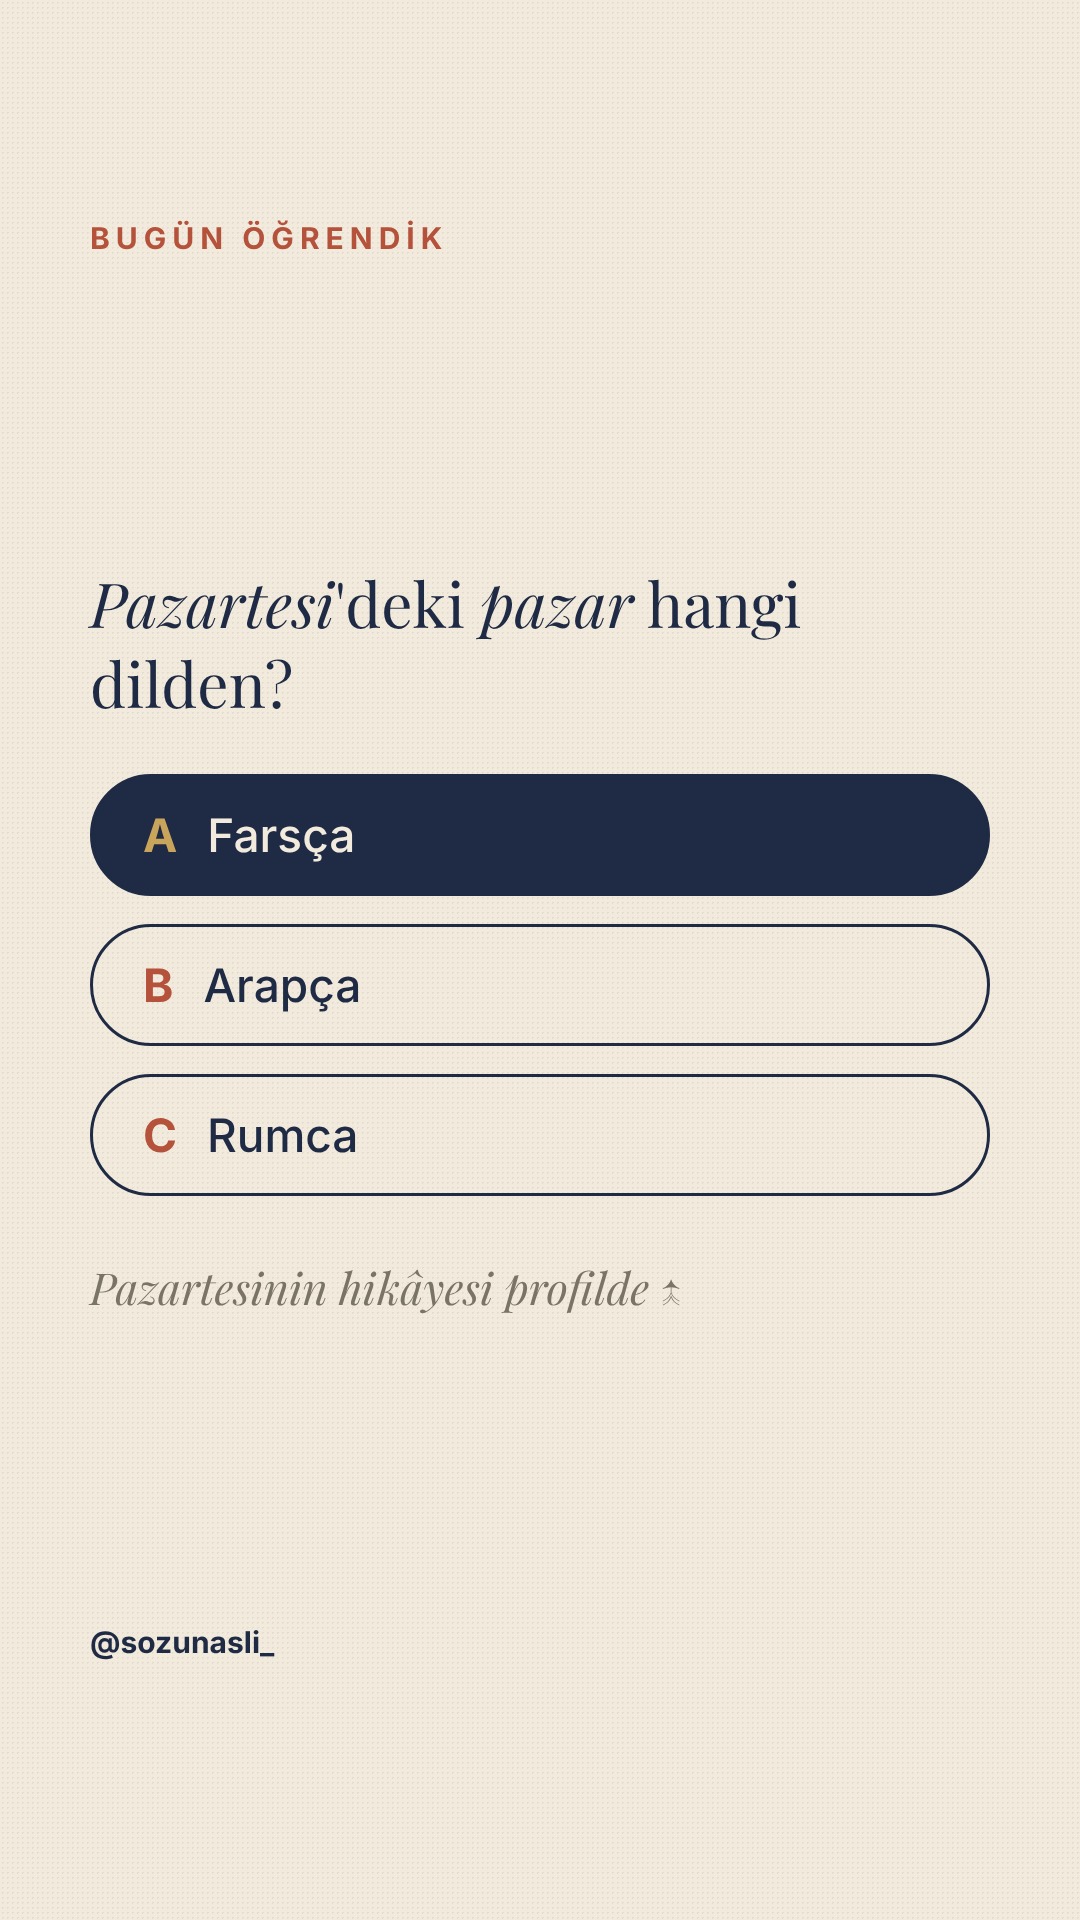 BUGÜN ÖĞRENDİK
Pazartesi'deki pazar hangi
dilden?
A Farsça
B Arapça
C Rumca
Pazartesinin hikâyesi profilde
@sozunasli_